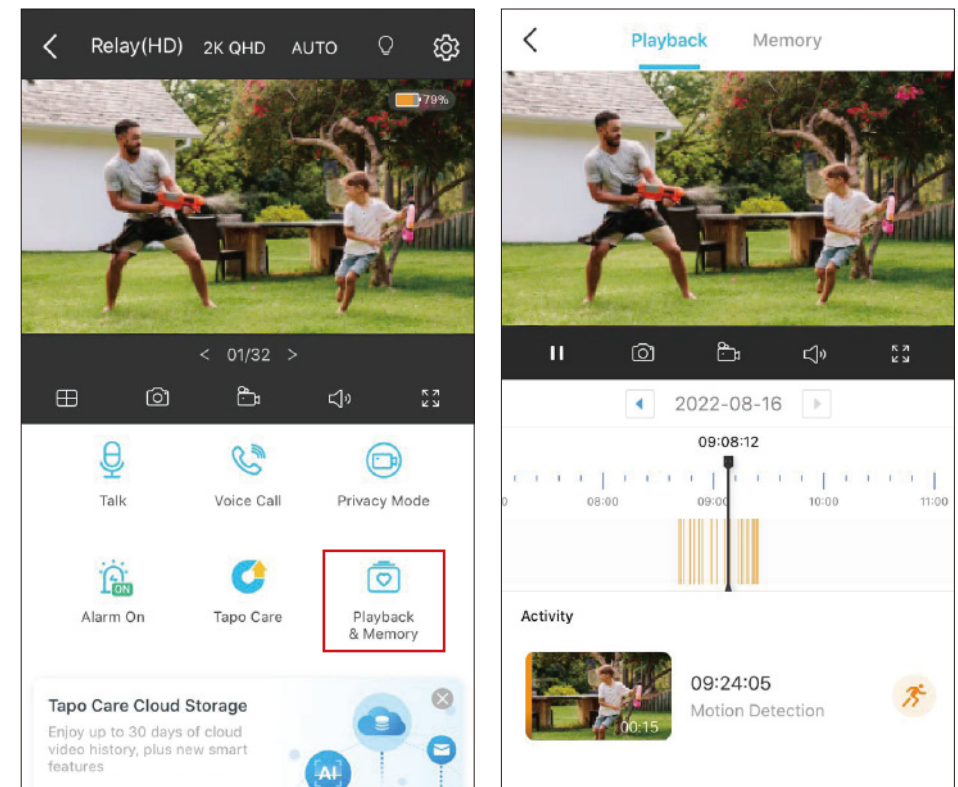 Relay(HD) 2K QHD AUTO
79%
< 01/32 >
Talk
Voice Call
Privacy Mode
ON
Alarm On
Tapo Care
Playback
& Memory
Tapo Care Cloud Storage
Enjoy up to 30 days of cloud
video history, plus new smart
features
AI
Playback Memory
2022-08-16
09:08:12
0 08:00 09:00 10:00 11:00
Activity
00:15
09:24:05
Motion Detection